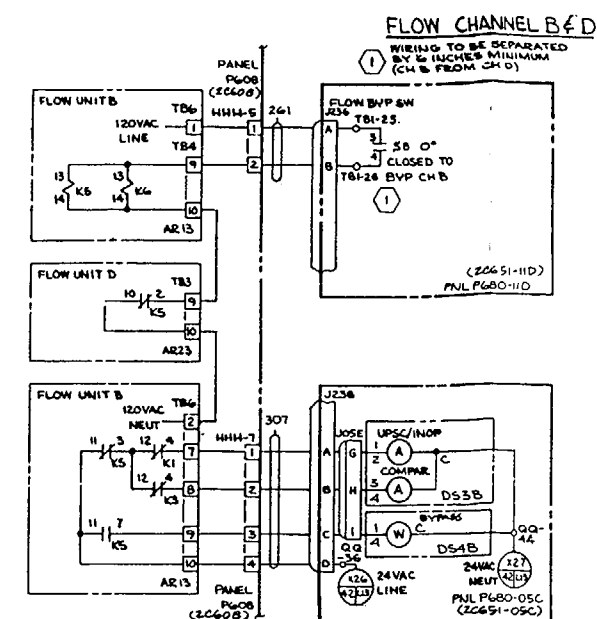 FLOW CHANNEL B & D
1
WIRING TO BE SEPARATED
BY 6 INCHES MINIMUM
(CH B FROM CH D)
PANEL
P608
(2C608)
FLOW UNIT B
TB6
HHH-5
261
J236
FLOW BYP SW
120VAC
LINE
1
1
A
TB1-25
TB4
3
SB 0°
4
CLOSED TO
9
2
B
TB1-26
BYP CH B
13
13
K5
K6
14
14
1
10
AR13
(2C651-11D)
PNL P680-11D
FLOW UNIT D
TB3
10
2
9
K5
10
AR23
FLOW UNIT B
TB6
120VAC
NEUT
2
307
J238
HHH-7
J05E
UPSC/INOP
11
3
12
4
7
1
A
G
1
2
A
C
K5
K1
COMPAR.
12
4
8
2
B
H
3
4
A
DS3B
K3
BYPASS
11
7
9
3
C
I
1
4
W
C
DS4B
QQ-
44
K5
10
4
D
QQ
-36
AR13
PANEL
P608
(2C608)
X26
42
L13
24VAC
LINE
24VAC
NEUT
X27
42
L13
PNL P680-05C
(2C651-05C)